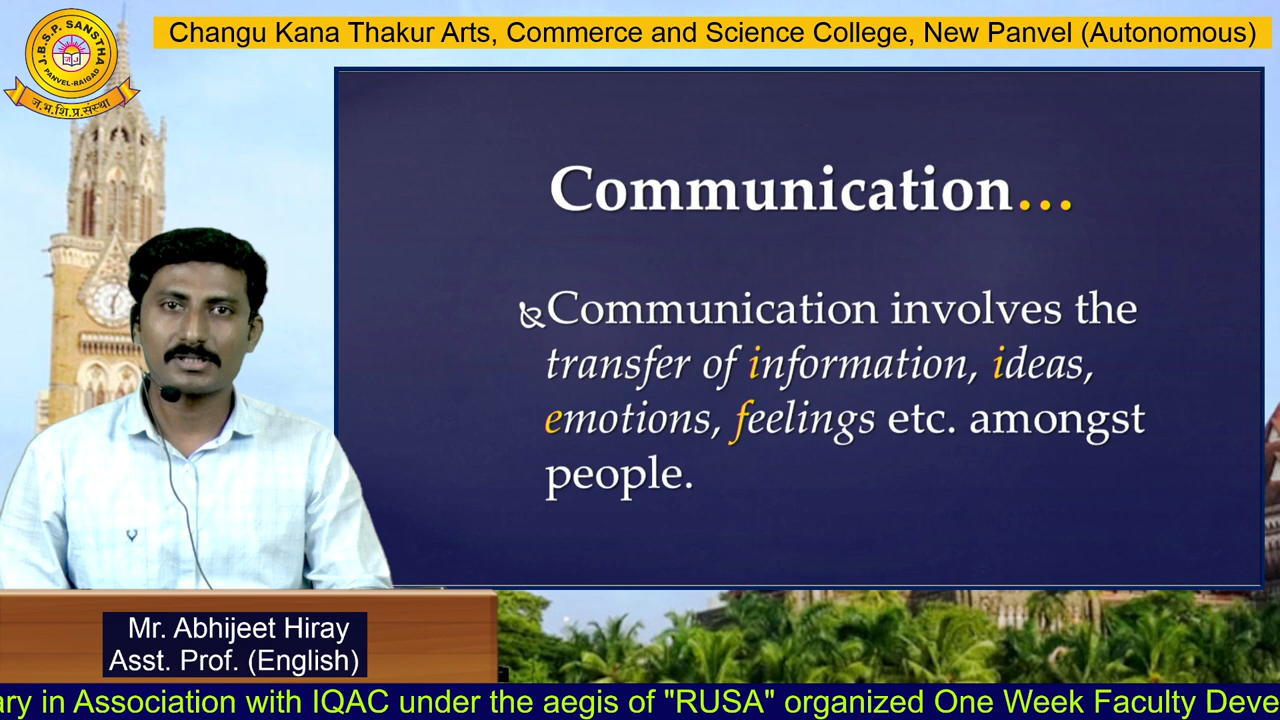 J.B.S.P. SANSTHA
PANVEL-RAIGAD
ज.भ.शि.प्र.संस्था
Changu Kana Thakur Arts, Commerce and Science College, New Panvel (Autonomous)
Communication...
Communication involves the
transfer of information, ideas,
emotions, feelings etc. amongst
people.
Mr. Abhijeet Hiray
Asst. Prof. (English)
ary in Association with IQAC under the aegis of "RUSA" organized One Week Faculty Deve